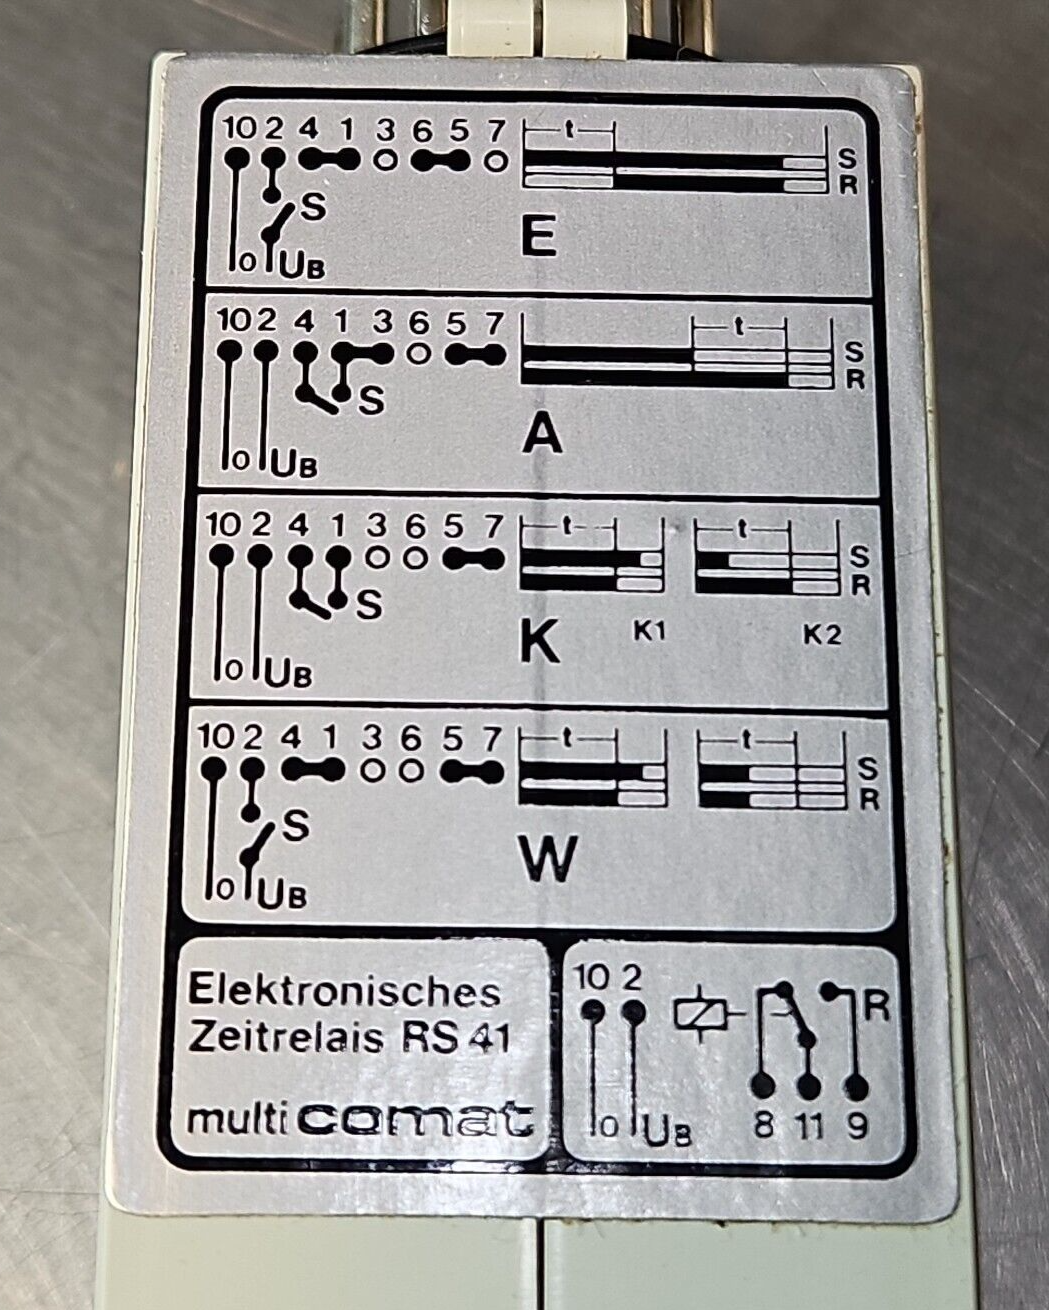 10 2 4 1 3 6 5 7 t S
R
S
E
0 UB
10 2 4 1 3 6 5 7 t S
R
S
A
0 UB
10 2 4 1 3 6 5 7 t t S
R
S
K K1 K2
0 UB
10 2 4 1 3 6 5 7 t t S
R
S
W
0 UB
Elektronisches
Zeitrelais RS 41
multi comat
10 2 R
0 UB 8 11 9